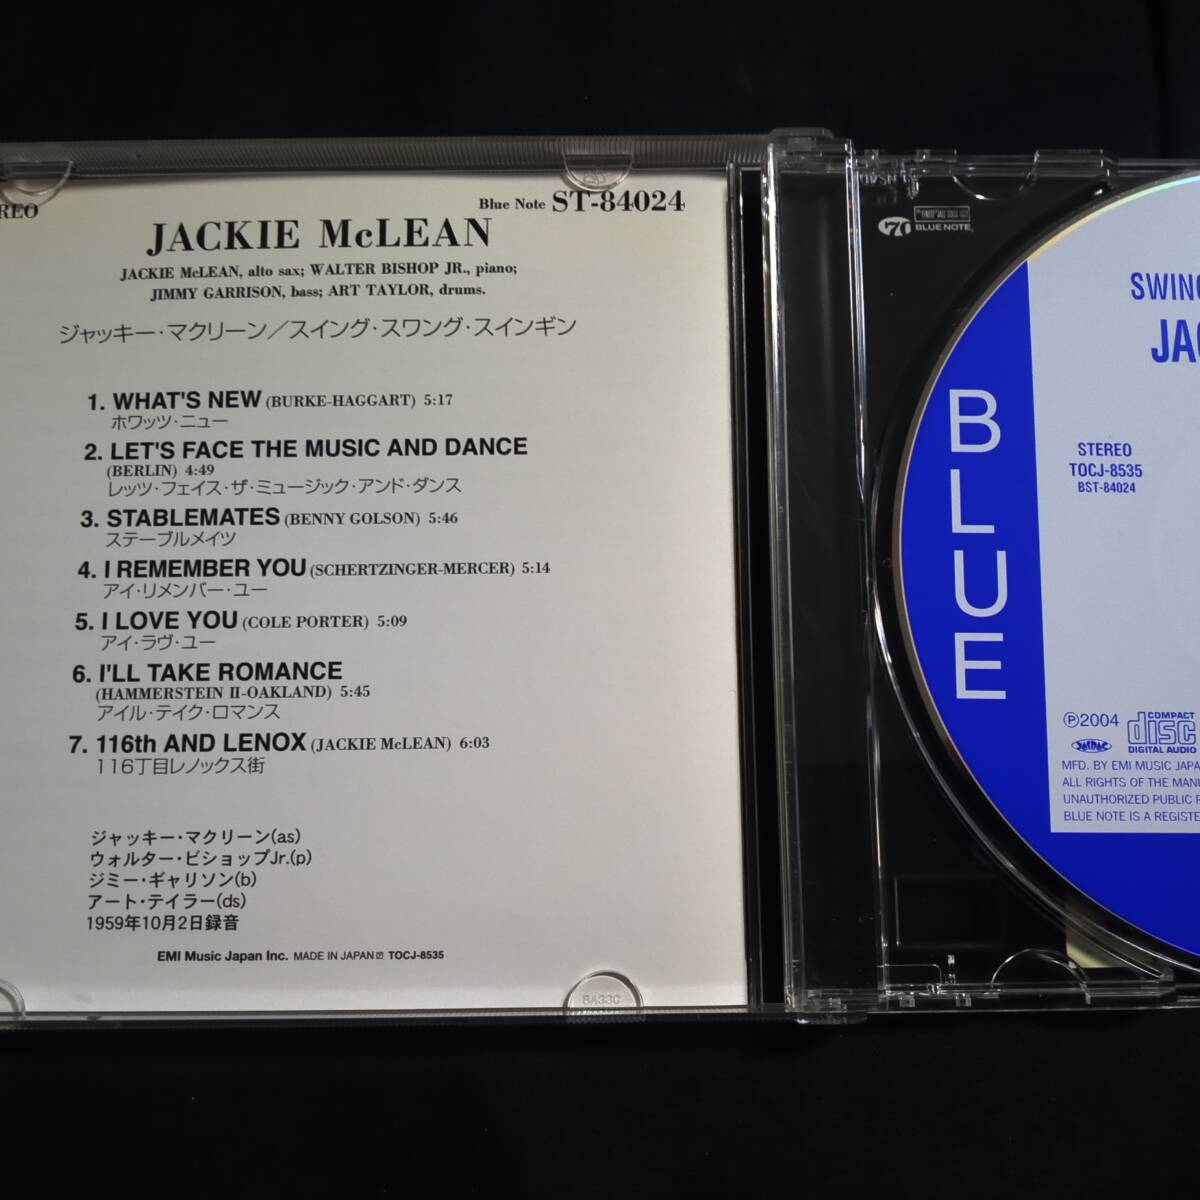 REO
Blue Note ST-84024
JACKIE McLEAN
JACKIE McLEAN, alto sax; WALTER BISHOP JR., piano;
JIMMY GARRISON, bass; ART TAYLOR, drums.
ジャッキー・マクリーン／スイング・スワング・スインギン
1. WHAT'S NEW (BURKE-HAGGART) 5:17
ホワッツ・ニュー
2. LET'S FACE THE MUSIC AND DANCE
(BERLIN) 4:49
レッツ・フェイス・ザ・ミュージック・アンド・ダンス
3. STABLEMATES (BENNY GOLSON) 5:46
ステーブルメイツ
4. I REMEMBER YOU (SCHERTZINGER-MERCER) 5:14
アイ・リメンバー・ユー
5. I LOVE YOU (COLE PORTER) 5:09
アイ・ラヴ・ユー
6. I'LL TAKE ROMANCE
(HAMMERSTEIN II-OAKLAND) 5:45
アイル・テイク・ロマンス
7. 116th AND LENOX (JACKIE McLEAN) 6:03
116丁目レノックス街
ジャッキー・マクリーン(as)
ウォルター・ビショップJr.(p)
ジミー・ギャリソン(b)
アート・テイラー(ds)
1959年10月2日録音
EMI Music Japan Inc. MADE IN JAPAN Ⓟ TOCJ-8535
8A33C
70
BLUE NOTE
SWING
JAC
BLUE
STEREO
TOCJ-8535
BST-84024
Ⓟ2004
COMPACT
disc
DIGITAL AUDIO
JASRAC
MFD. BY EMI MUSIC JAPA
ALL RIGHTS OF THE MANU
UNAUTHORIZED PUBLIC P
BLUE NOTE IS A REGISTE